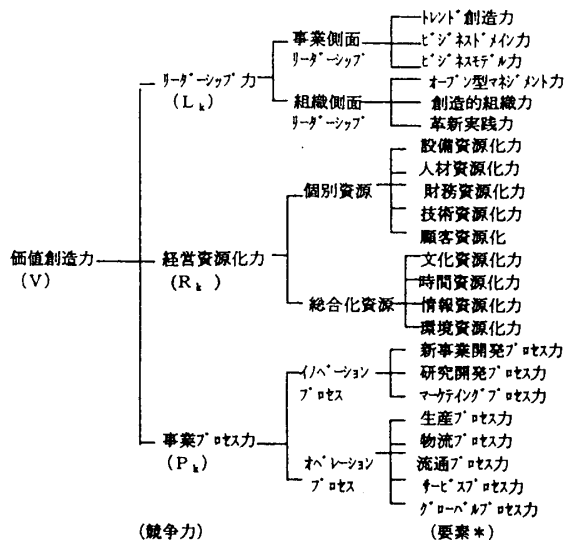 トレンド創造力
事業側面
ビジネスドメイン力
リーダーシップ
ビジネスモデル力
リーダーシップ力
(Lk)
オープン型マネジメント力
組織側面
創造的組織力
リーダーシップ
革新実践力
設備資源化力
人材資源化力
個別資源
財務資源化力
技術資源化力
顧客資源化
価値創造力
(V)
経営資源化力
(Rk)
文化資源化力
時間資源化力
総合化資源
情報資源化力
環境資源化力
新事業開発プロセス力
イノベーション
プロセス
研究開発プロセス力
マーケティングプロセス力
事業プロセス力
(Pk)
生産プロセス力
物流プロセス力
オペレーション
プロセス
流通プロセス力
サービスプロセス力
グローバルプロセス力
(競争力)
(要素*)